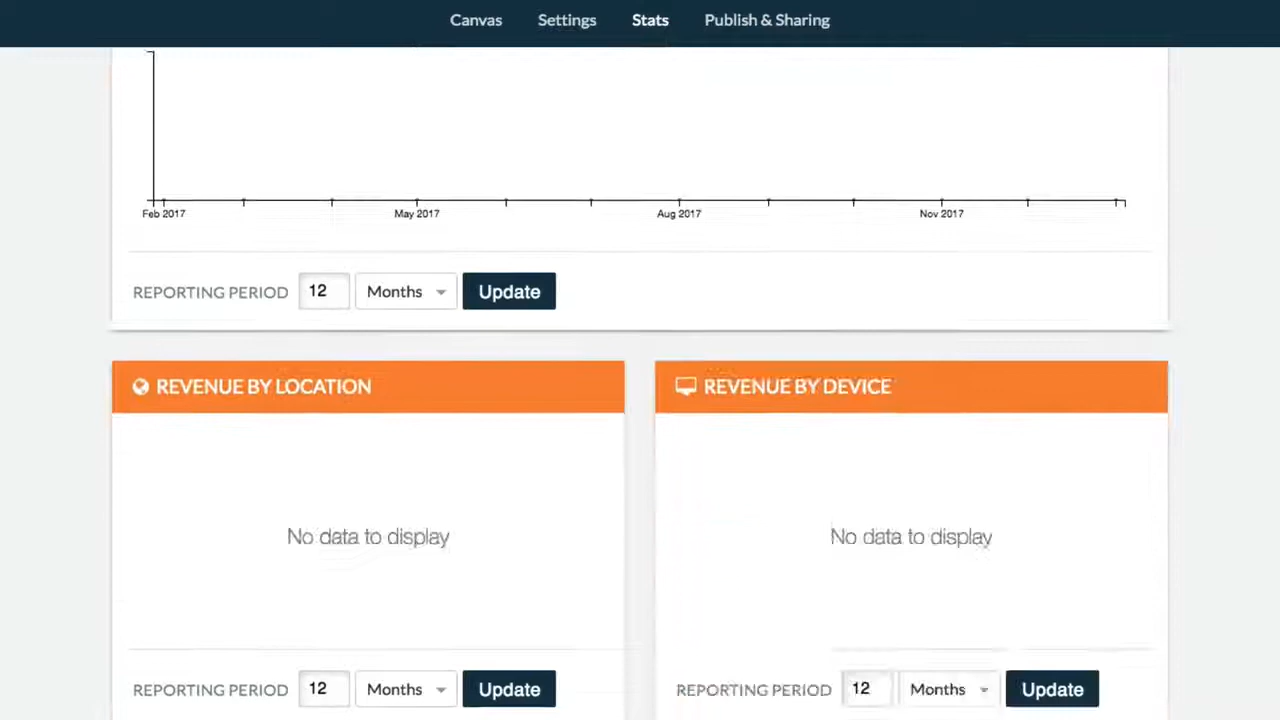 Canvas Settings Stats Publish & Sharing
Feb 2017 May 2017 Aug 2017 Nov 2017
REPORTING PERIOD 12 Months Update
REVENUE BY LOCATION
REVENUE BY DEVICE
No data to display
No data to display
REPORTING PERIOD 12 Months Update
REPORTING PERIOD 12 Months Update